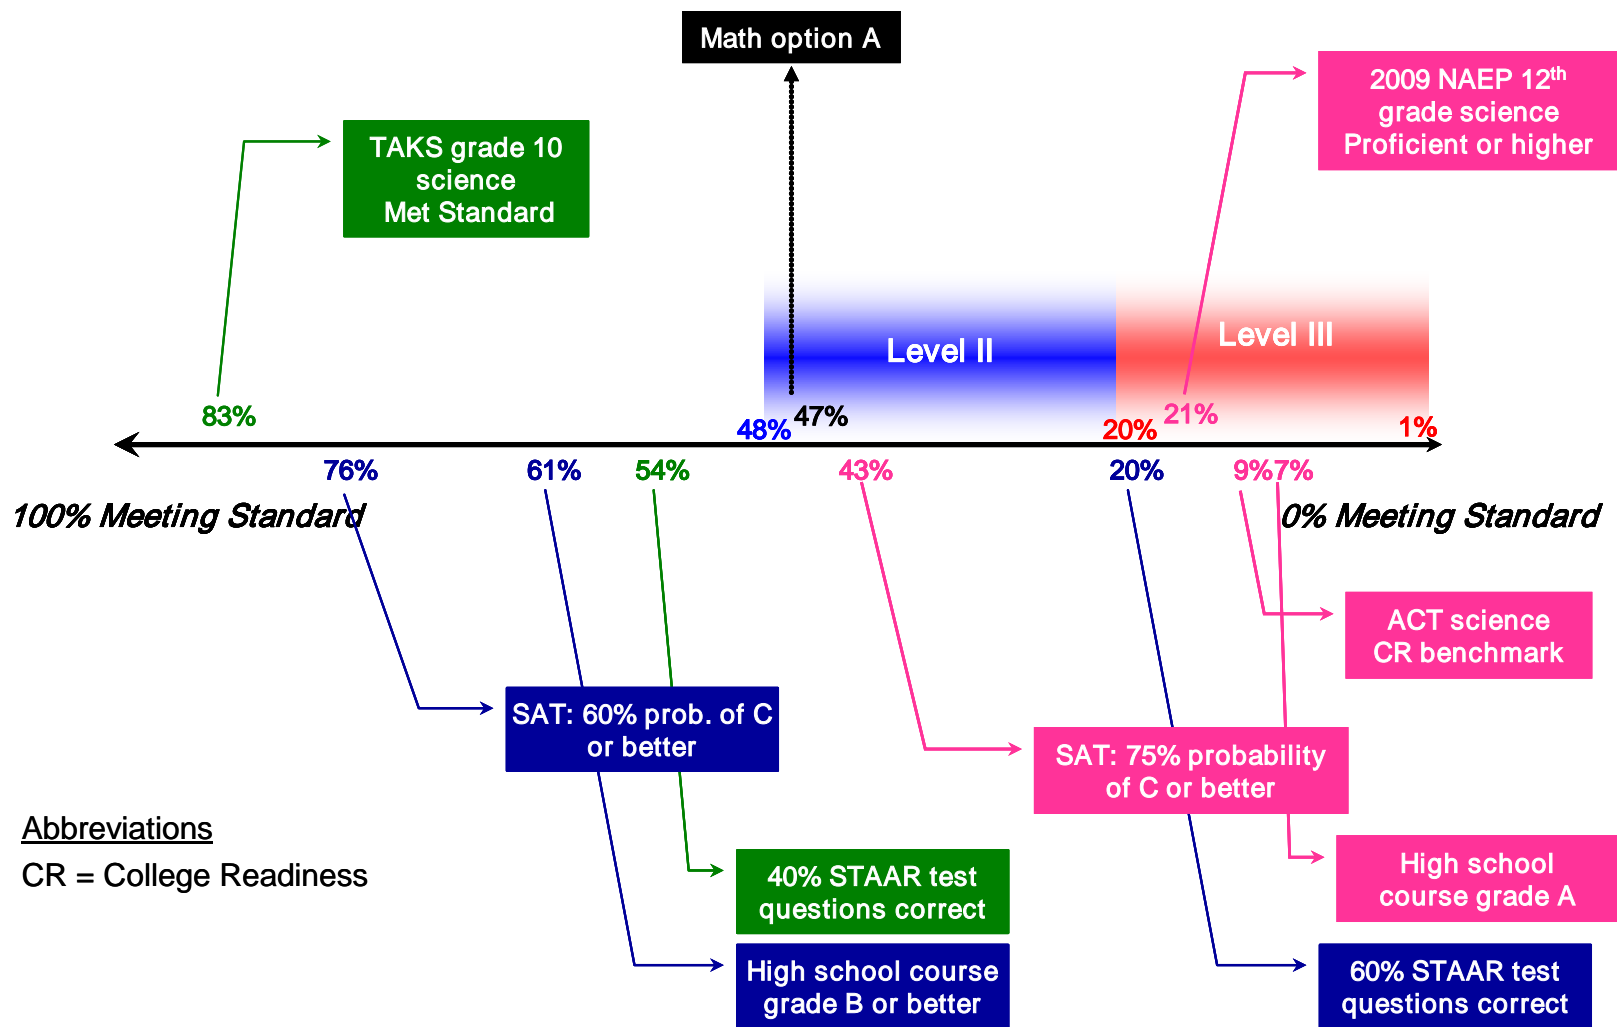 Math option A
2009 NAEP 12th
grade science
Proficient or higher
TAKS grade 10
science
Met Standard
Level II
Level III
83%
48%
47%
20%
21%
1%
76%
61%
54%
43%
20%
9%
7%
100% Meeting Standard
0% Meeting Standard
ACT science
CR benchmark
SAT: 60% prob. of C
or better
SAT: 75% probability
of C or better
Abbreviations
CR = College Readiness
40% STAAR test
questions correct
High school
course grade A
High school course
grade B or better
60% STAAR test
questions correct